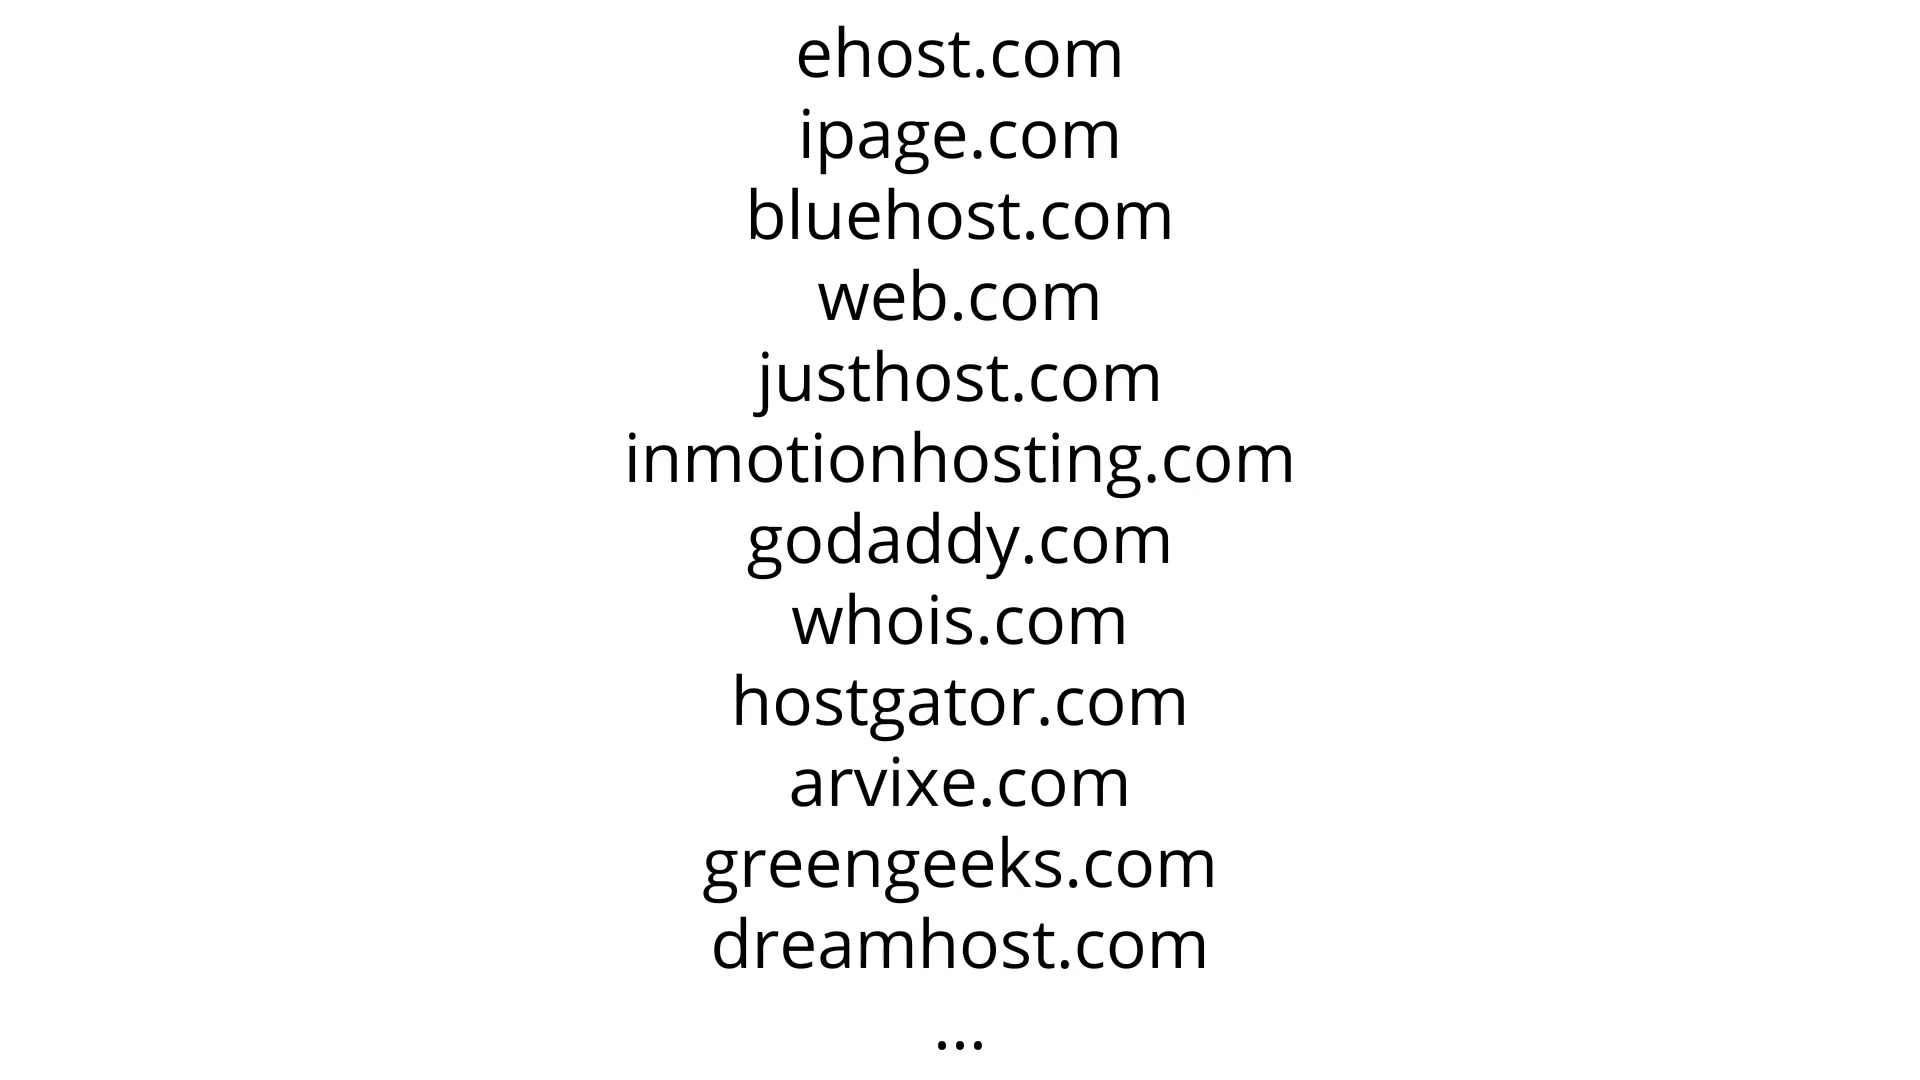 ehost.com
ipage.com
bluehost.com
web.com
justhost.com
inmotionhosting.com
godaddy.com
whois.com
hostgator.com
arvixe.com
greengeeks.com
dreamhost.com
...